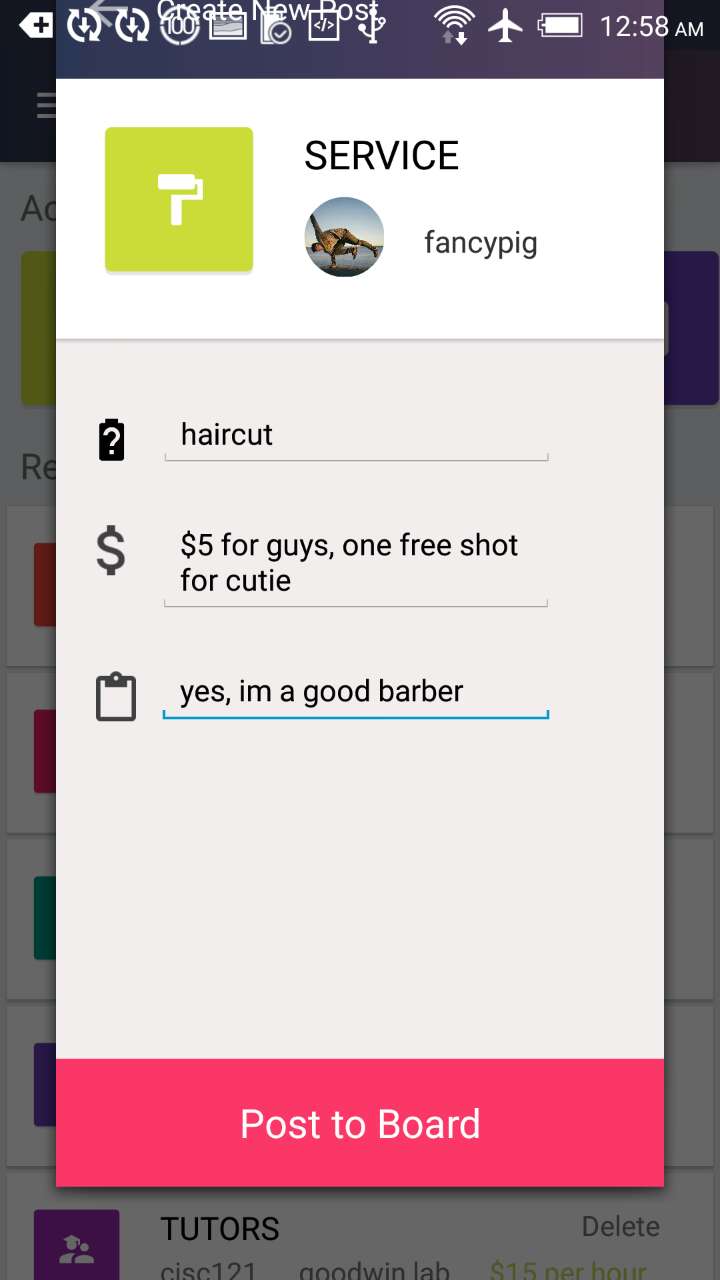 Create New Post
100
12:58 AM
Ac
SERVICE
fancypig
haircut
Re
$5 for guys, one free shot
for cutie
yes, im a good barber
Post to Board
TUTORS Delete
cisc121 goodwin lab $15 per hour